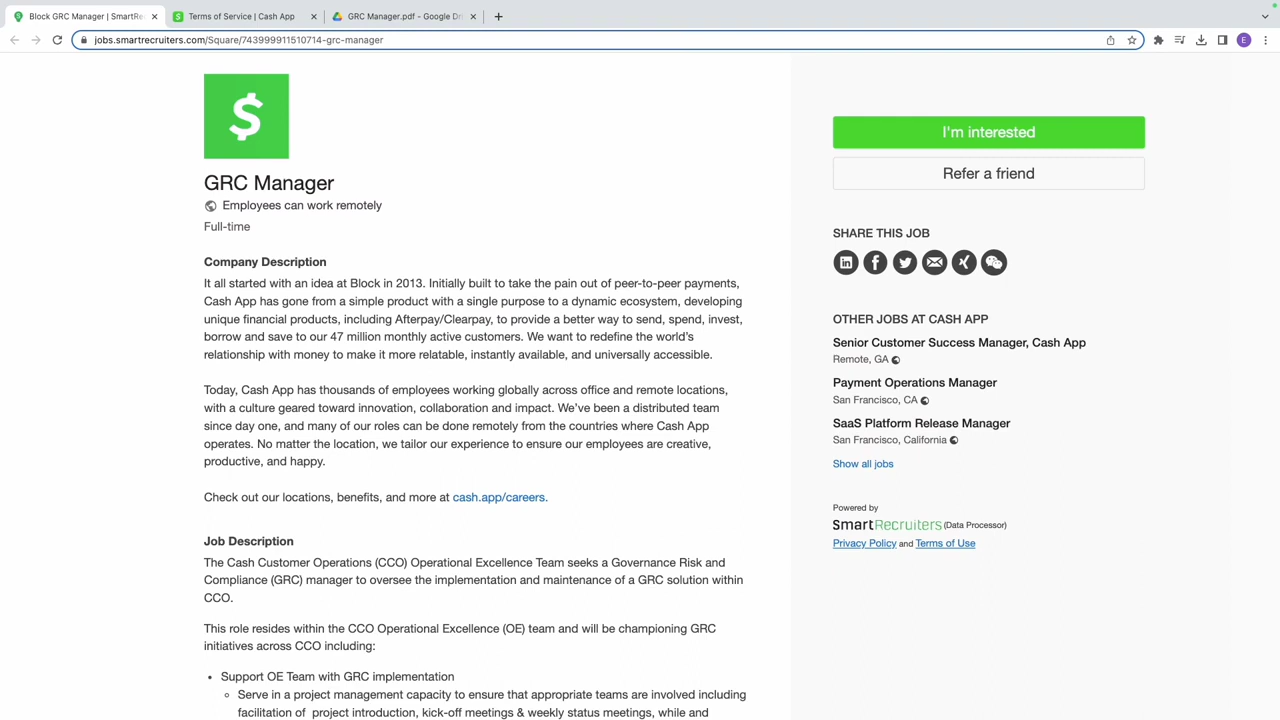 Block GRC Manager | SmartRe
Terms of Service | Cash App
GRC Manager.pdf - Google Dr
jobs.smartrecruiters.com/Square/743999911510714-grc-manager
E
$
GRC Manager
Employees can work remotely
Full-time
Company Description
It all started with an idea at Block in 2013. Initially built to take the pain out of peer-to-peer payments,
Cash App has gone from a simple product with a single purpose to a dynamic ecosystem, developing
unique financial products, including Afterpay/Clearpay, to provide a better way to send, spend, invest,
borrow and save to our 47 million monthly active customers. We want to redefine the world's
relationship with money to make it more relatable, instantly available, and universally accessible.
Today, Cash App has thousands of employees working globally across office and remote locations,
with a culture geared toward innovation, collaboration and impact. We've been a distributed team
since day one, and many of our roles can be done remotely from the countries where Cash App
operates. No matter the location, we tailor our experience to ensure our employees are creative,
productive, and happy.
Check out our locations, benefits, and more at cash.app/careers.
Job Description
The Cash Customer Operations (CCO) Operational Excellence Team seeks a Governance Risk and
Compliance (GRC) manager to oversee the implementation and maintenance of a GRC solution within
CCO.
This role resides within the CCO Operational Excellence (OE) team and will be championing GRC
initiatives across CCO including:
• Support OE Team with GRC implementation
◦ Serve in a project management capacity to ensure that appropriate teams are involved including
facilitation of project introduction, kick-off meetings & weekly status meetings, while and
I'm interested
Refer a friend
SHARE THIS JOB
OTHER JOBS AT CASH APP
Senior Customer Success Manager, Cash App
Remote, GA
Payment Operations Manager
San Francisco, CA
SaaS Platform Release Manager
San Francisco, California
Show all jobs
Powered by
SmartRecruiters (Data Processor)
Privacy Policy and Terms of Use